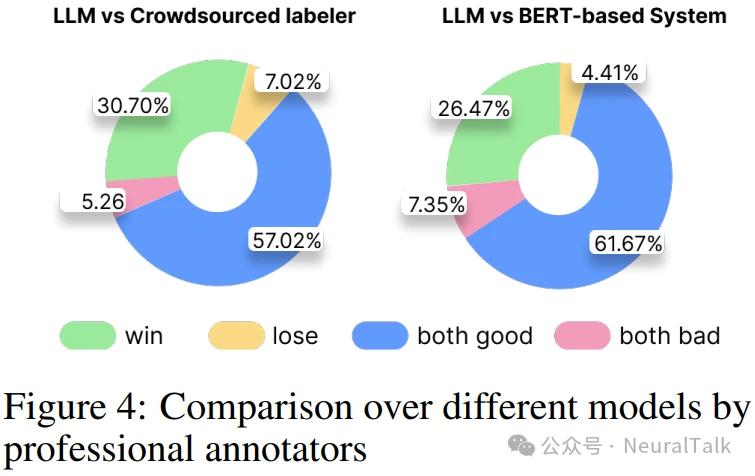 LLM vs Crowdsourced labeler
LLM vs BERT-based System
7.02%
30.70%
5.26
57.02%
4.41%
26.47%
7.35%
61.67%
win
lose
both good
both bad
Figure 4: Comparison over different models by
professional annotators
公众号 · NeuralTalk